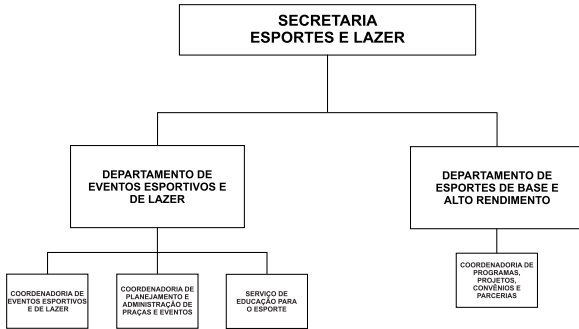 SECRETARIA
ESPORTES E LAZER
DEPARTAMENTO DE
EVENTOS ESPORTIVOS E
DE LAZER
DEPARTAMENTO DE
ESPORTES DE BASE E
ALTO RENDIMENTO
COORDENADORIA DE
EVENTOS ESPORTIVOS
E DE LAZER
COORDENADORIA DE
PLANEJAMENTO E
ADMINISTRAÇÃO DE
PRAÇAS E EVENTOS
SERVIÇO DE
EDUCAÇÃO PARA
O ESPORTE
COORDENADORIA DE
PROGRAMAS,
PROJETOS,
CONVÊNIOS E
PARCERIAS